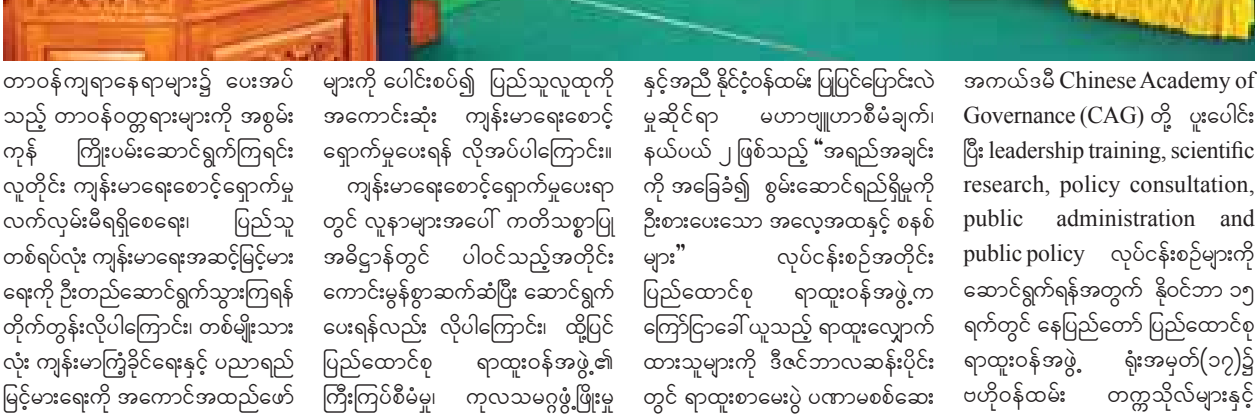 တာဝန်ကျရာနေရာများ၌ ပေးအပ်
သည့် တာဝန်ဝတ္တရားများကို အစွမ်း
ကုန် ကြိုးပမ်းဆောင်ရွက်ကြရင်း
လူတိုင်း ကျန်းမာရေးစောင့်ရှောက်မှု
လက်လှမ်းမီရရှိစေရေး၊ ပြည်သူ
တစ်ရပ်လုံး ကျန်းမာရေးအဆင့်မြင့်မား
ရေးကို ဦးတည်ဆောင်ရွက်သွားကြရန်
တိုက်တွန်းလိုပါကြောင်း၊ တစ်မျိုးသား
လုံး ကျန်းမာကြံ့ခိုင်ရေးနှင့် ပညာရည်
မြင့်မားရေးကို အကောင်အထည်ဖော်
များကို ပေါင်းစပ်၍ ပြည်သူလူထုကို
အကောင်းဆုံး ကျန်းမာရေးစောင့်
ရှောက်မှုပေးရန် လိုအပ်ပါကြောင်း။
ကျန်းမာရေးစောင့်ရှောက်မှုပေးရာ
တွင် လူနာများအပေါ် ကတိသစ္စာပြု
အဓိဋ္ဌာန်တွင် ပါဝင်သည့်အတိုင်း
ကောင်းမွန်စွာဆက်ဆံပြီး ဆောင်ရွက်
ပေးရန်လည်း လိုပါကြောင်း၊ ထို့ပြင်
ပြည်ထောင်စု ရာထူးဝန်အဖွဲ့၏
ကြီးကြပ်စီမံမှု၊ ကုလသမဂ္ဂဖွံ့ဖြိုးမှု
နှင့်အညီ နိုင်ငံ့ဝန်ထမ်း ပြုပြင်ပြောင်းလဲ
မှုဆိုင်ရာ မဟာဗျူဟာစီမံချက်၊
နယ်ပယ် ၂ ဖြစ်သည့် “အရည်အချင်း
ကို အခြေခံ၍ စွမ်းဆောင်ရည်ရှိမှုကို
ဦးစားပေးသော အလေ့အထနှင့် စနစ်
များ” လုပ်ငန်းစဉ်အတိုင်း
ပြည်ထောင်စု ရာထူးဝန်အဖွဲ့က
ကြော်ငြာခေါ်ယူသည့် ရာထူးလျှောက်
ထားသူများကို ဒီဇင်ဘာလဆန်းပိုင်း
တွင် ရာထူးစာမေးပွဲ ပဏာမစစ်ဆေး
အကယ်ဒမီ Chinese Academy of
Governance (CAG) တို့ ပူးပေါင်း
ပြီး leadership training, scientific
research, policy consultation,
public administration and
public policy လုပ်ငန်းစဉ်များကို
ဆောင်ရွက်ရန်အတွက် နိုဝင်ဘာ ၁၅
ရက်တွင် နေပြည်တော် ပြည်ထောင်စု
ရာထူးဝန်အဖွဲ့ ရုံးအမှတ်(၁၇)၌
ဗဟိုဝန်ထမ်း တက္ကသိုလ်များနှင့်